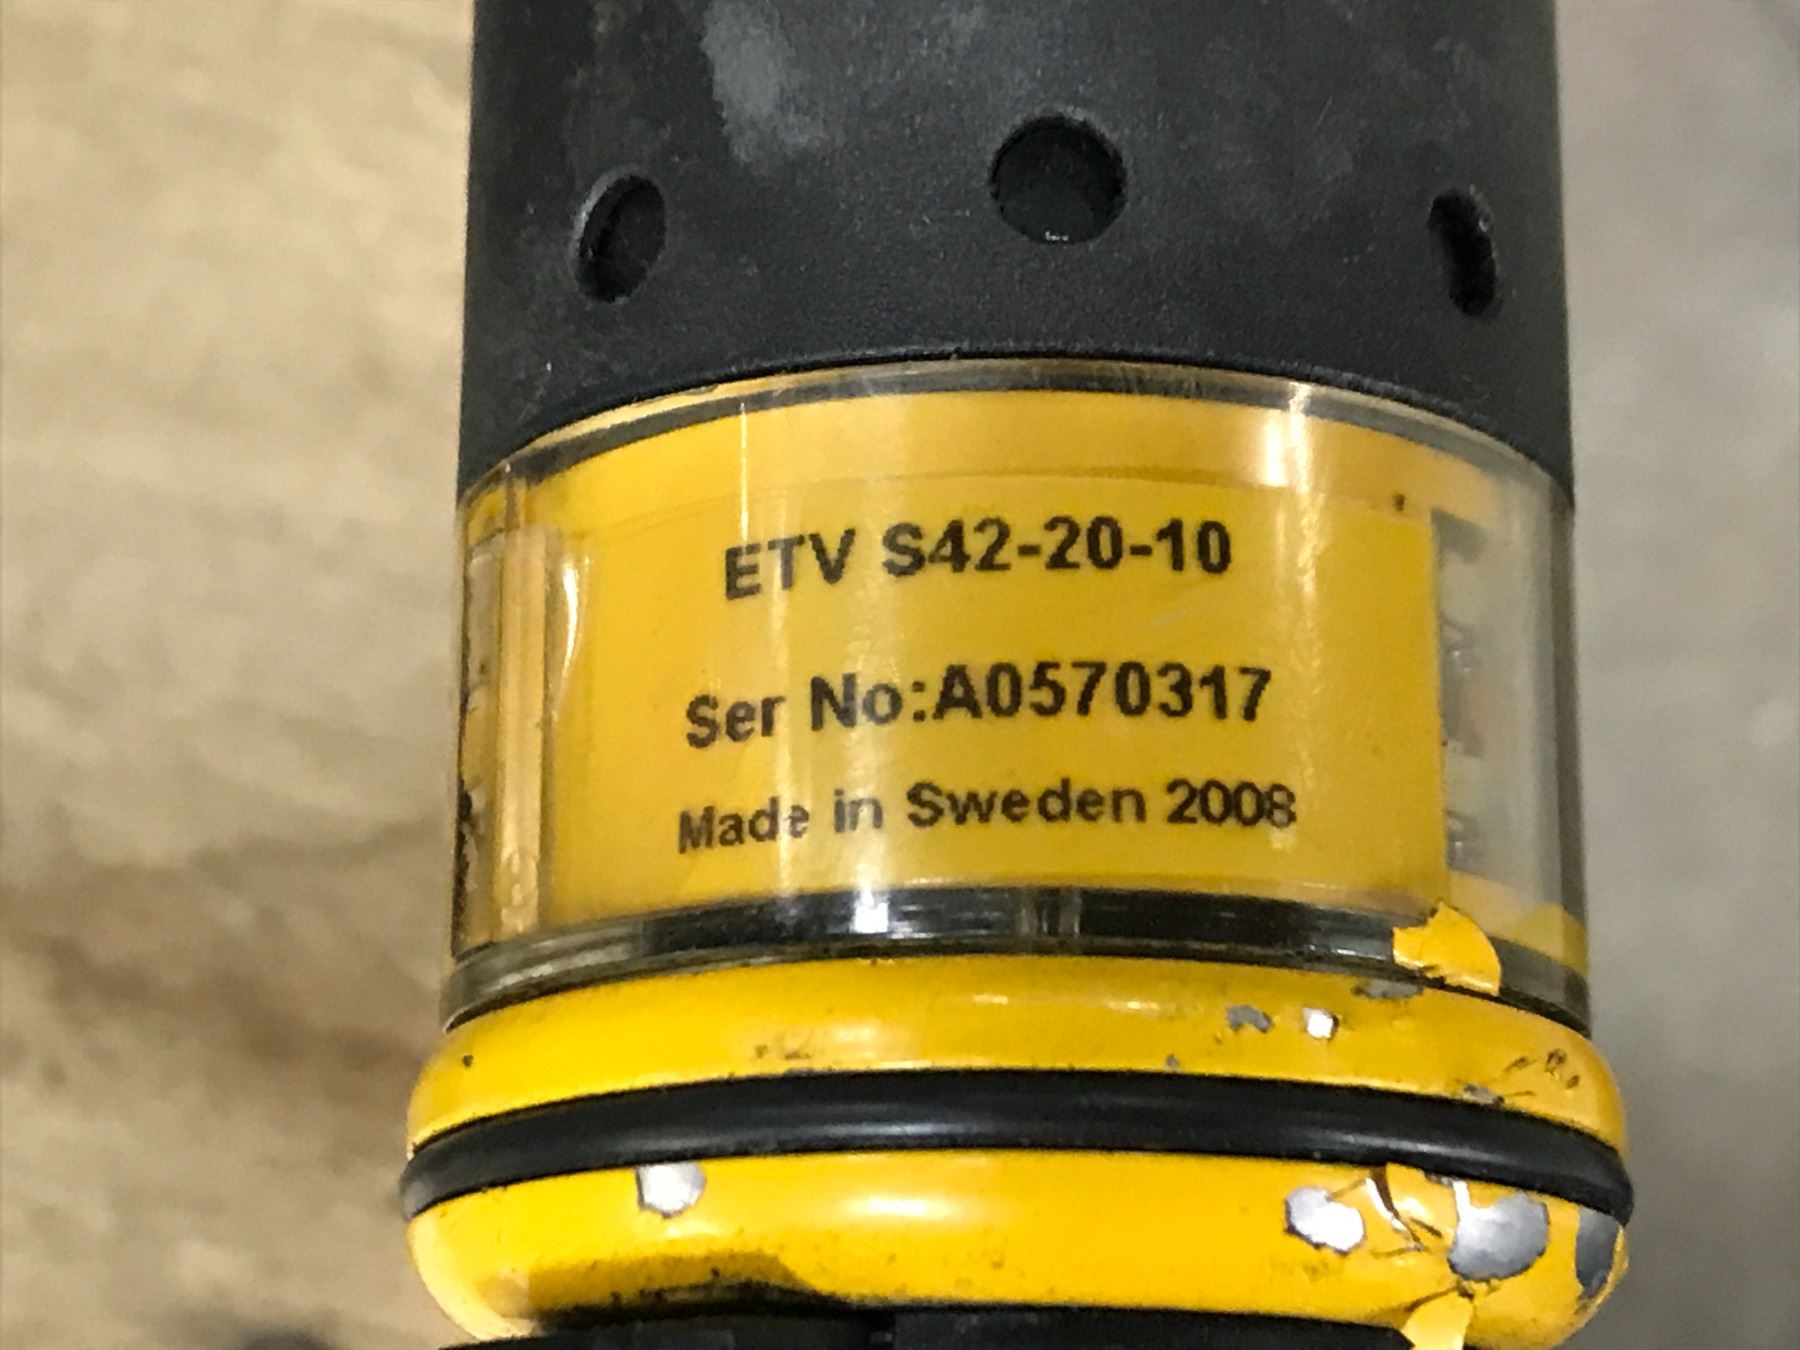 ETV S42-20-10
Ser No:A0570317
Made in Sweden 2008